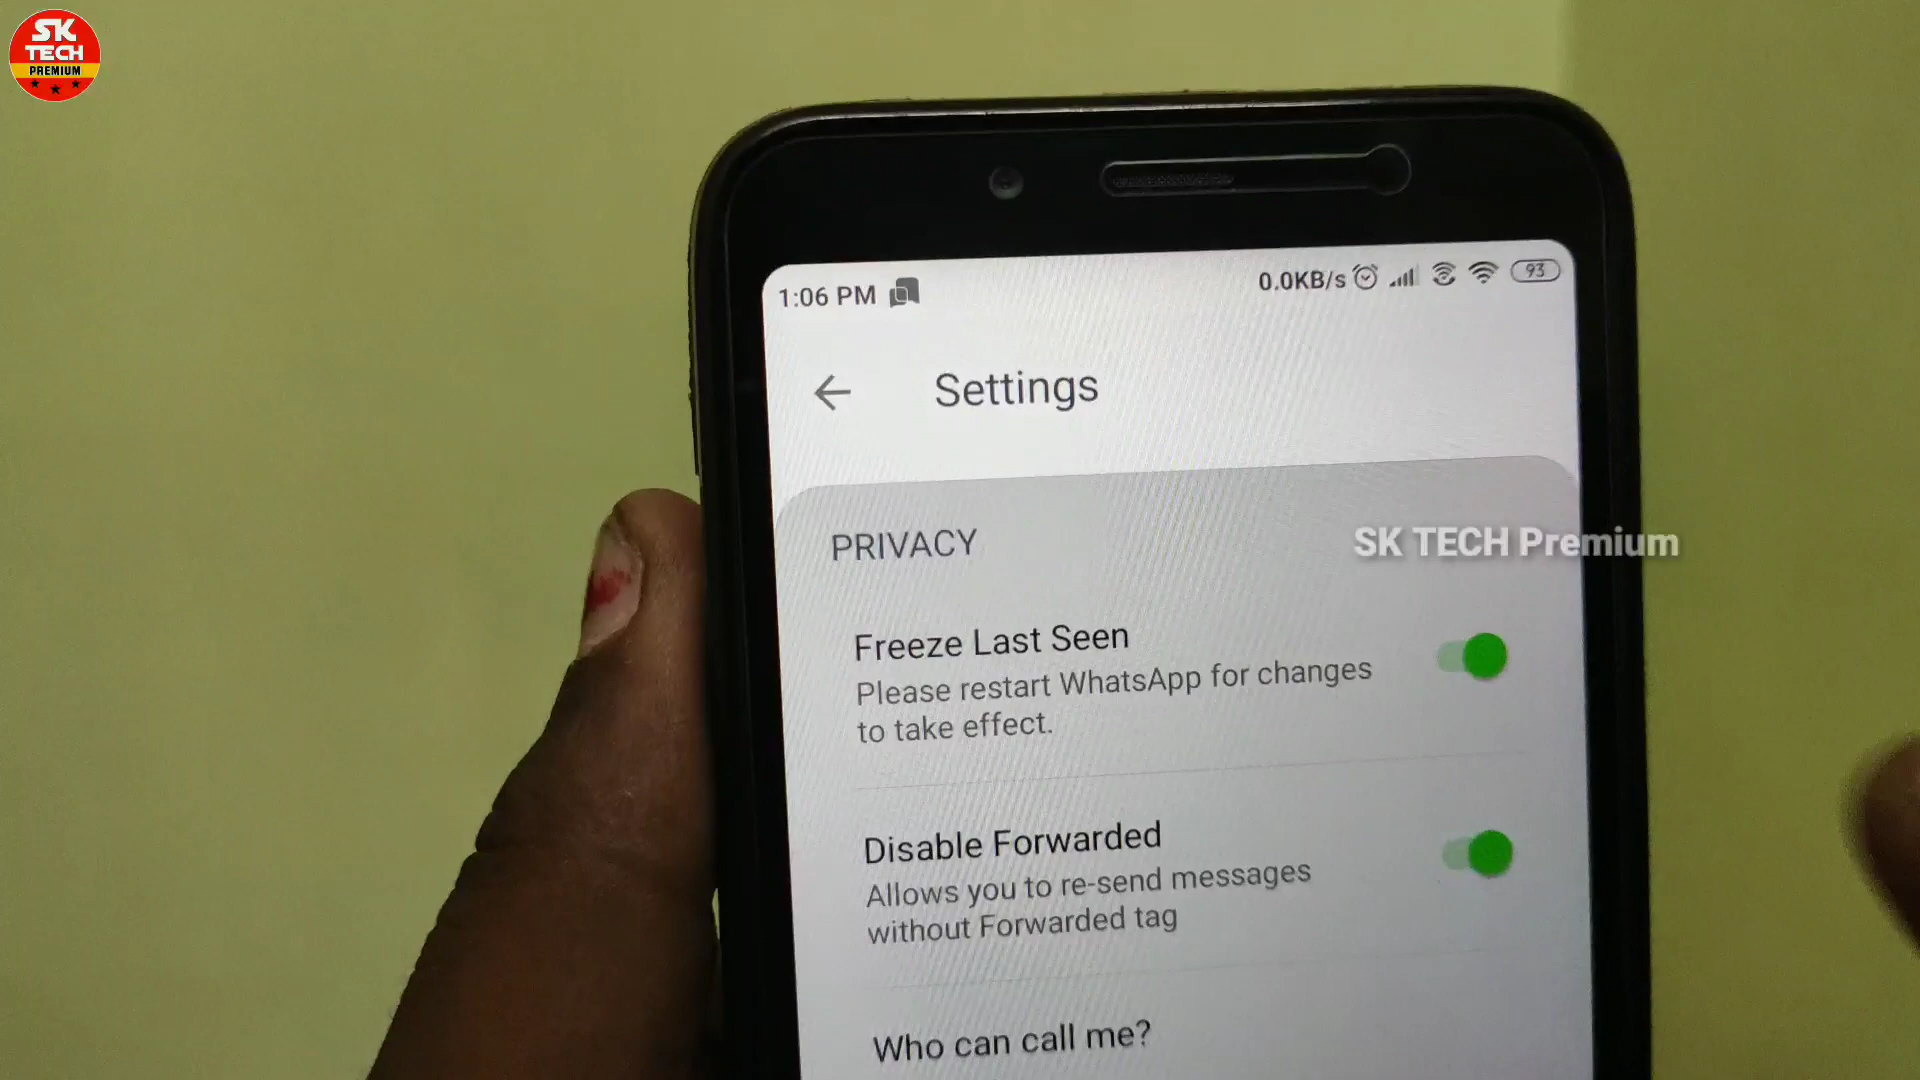 SK
TECH
PREMIUM
1:06 PM
0.0KB/s
93
Settings
PRIVACY
SK TECH Premium
Freeze Last Seen
Please restart WhatsApp for changes
to take effect.
Disable Forwarded
Allows you to re-send messages
without Forwarded tag
Who can call me?